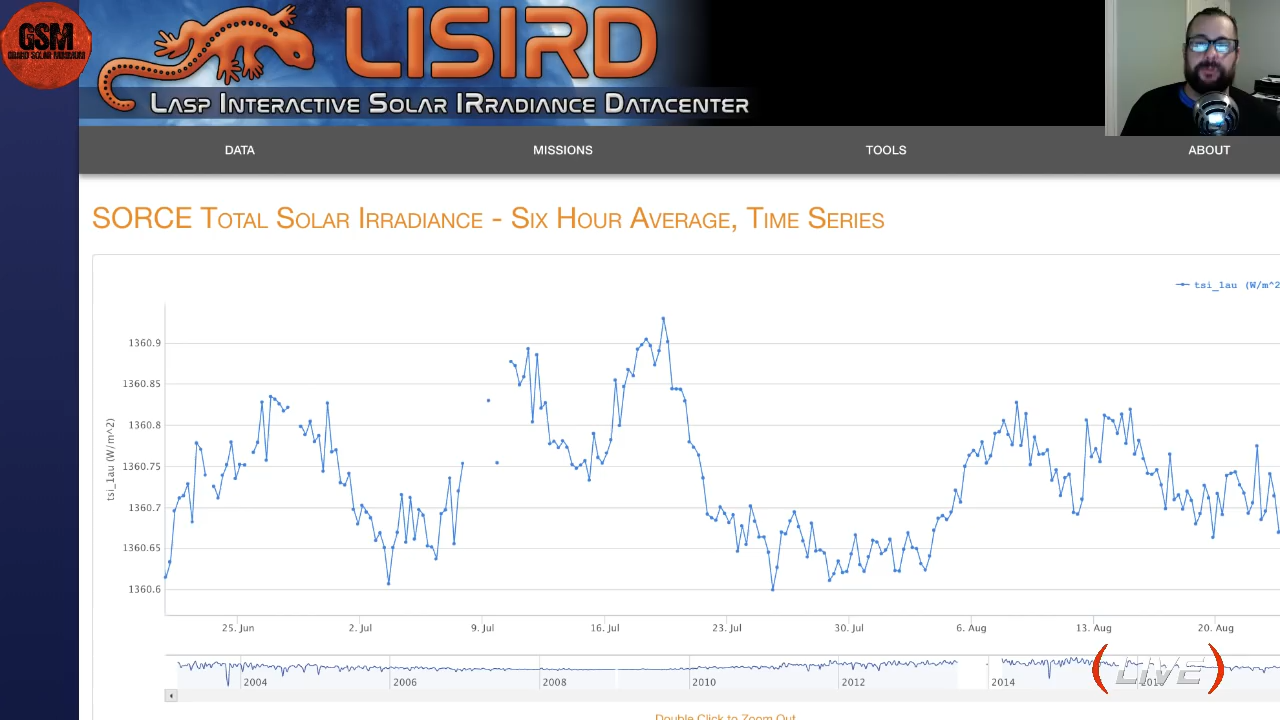 GSM
GRAND SOLAR MINIMUM
LISIRD
LASP INTERACTIVE SOLAR IRRADIANCE DATACENTER
DATA MISSIONS TOOLS ABOUT
SORCE TOTAL SOLAR IRRADIANCE - SIX HOUR AVERAGE, TIME SERIES
tsi_1au (W/m^2
tsi_1au (W/m^2)
1360.9
1360.85
1360.8
1360.75
1360.7
1360.65
1360.6
25. Jun 2. Jul 9. Jul 16. Jul 23. Jul 30. Jul 6. Aug 13. Aug 20. Aug
2004 2006 2008 2010 2012 2014
(LIVE)
Double Click to Zoom Out